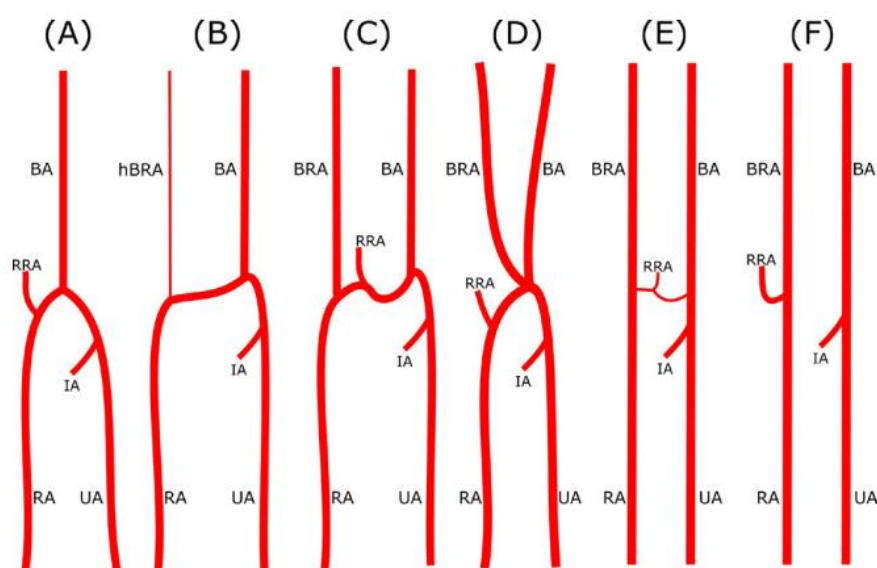 (A) (B) (C) (D) (E) (F)
BA hBRA BA BRA BA BRA BA BRA BA BRA BA
RRA
RRA RRA RRA
RRA
IA IA IA IA IA IA
RA UA RA UA RA UA RA UA RA UA RA UA